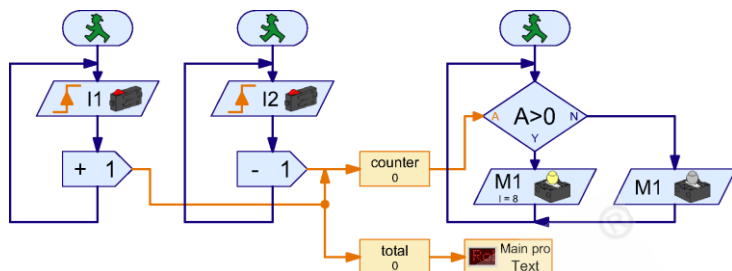 I1
+ 1
I2
- 1
counter
0
total
0
Main pro
Text
A
A>0
N
Y
M1
I = 8
M1
®